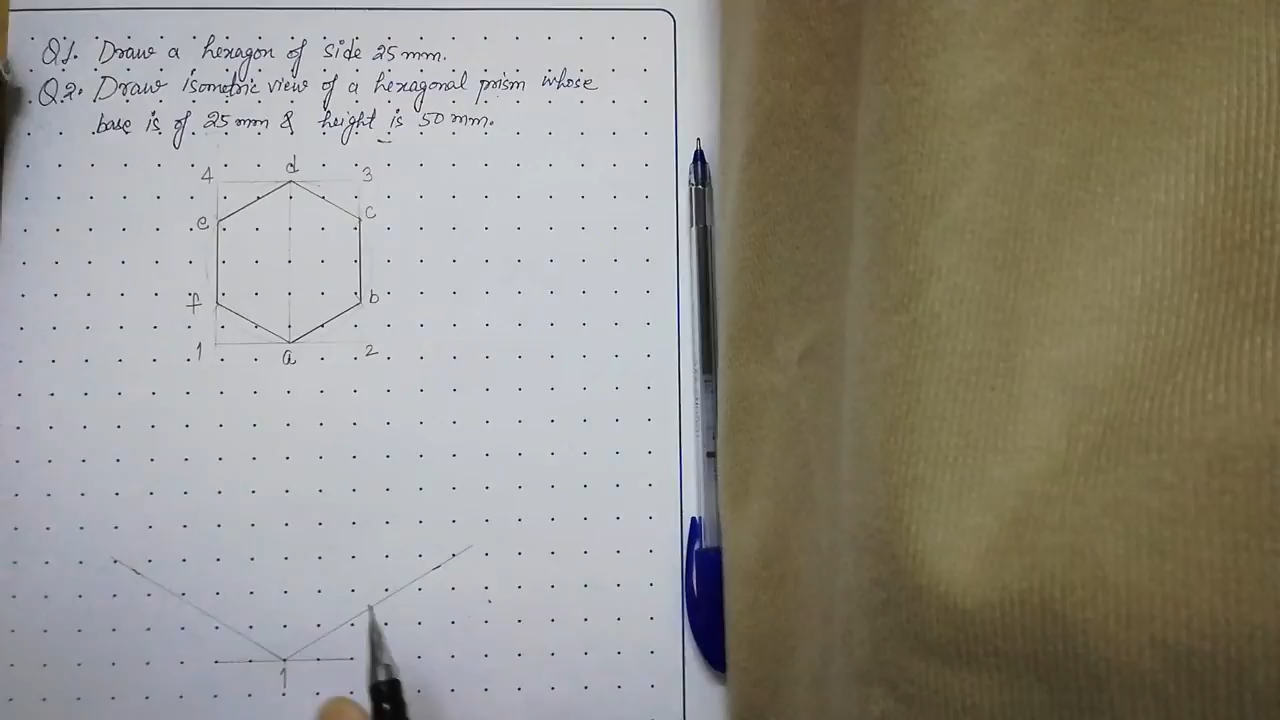 Q1. Draw a hexagon of side 25 mm.
Q2. Draw isometric view of a hexagonal prism whose
base is of 25 mm & height is 50 mm.
4 d 3
e c
f b
1 a 2
1